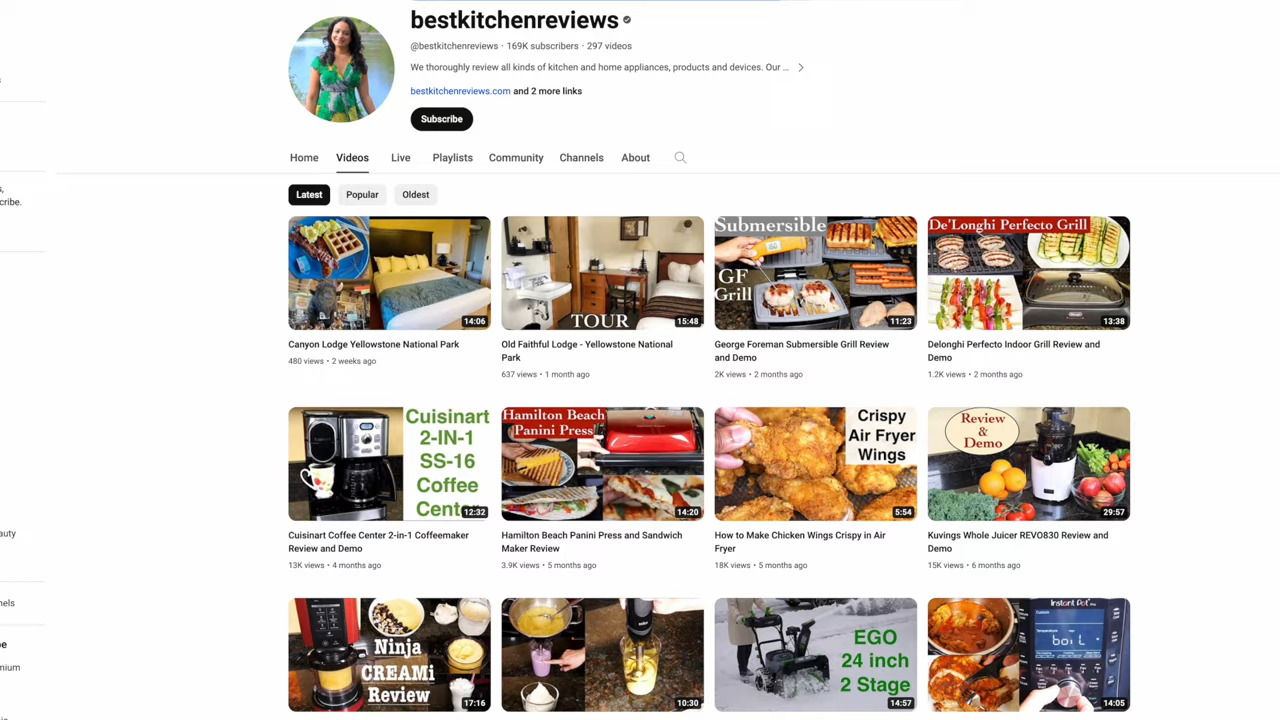 bestkitchenreviews
@bestkitchenreviews · 169K subscribers · 297 videos
We thoroughly review all kinds of kitchen and home appliances, products and devices. Our ...
bestkitchenreviews.com and 2 more links
Subscribe
Home Videos Live Playlists Community Channels About
s,
cribe.
Latest Popular Oldest
14:06
TOUR
15:48
Submersible
GF
Grill
11:23
De'Longhi Perfecto Grill
13:38
Canyon Lodge Yellowstone National Park
480 views • 2 weeks ago
Old Faithful Lodge - Yellowstone National
Park
637 views • 1 month ago
George Foreman Submersible Grill Review
and Demo
2K views • 2 months ago
Delonghi Perfecto Indoor Grill Review and
Demo
1.2K views • 2 months ago
Cuisinart
2-IN-1
SS-16
Coffee
Center
12:32
Hamilton Beach
Panini Press
14:20
Crispy
Air Fryer
Wings
5:54
Review
&
Demo
29:57
Cuisinart Coffee Center 2-in-1 Coffeemaker
Review and Demo
13K views • 4 months ago
Hamilton Beach Panini Press and Sandwich
Maker Review
3.9K views • 5 months ago
How to Make Chicken Wings Crispy in Air
Fryer
18K views • 5 months ago
Kuvings Whole Juicer REVO830 Review and
Demo
15K views • 6 months ago
auty
nels
pe
mium
Ninja
CREAMi
Review
17:16
10:30
EGO
24 inch
2 Stage
14:57
Instant Pot
boiL
14:05